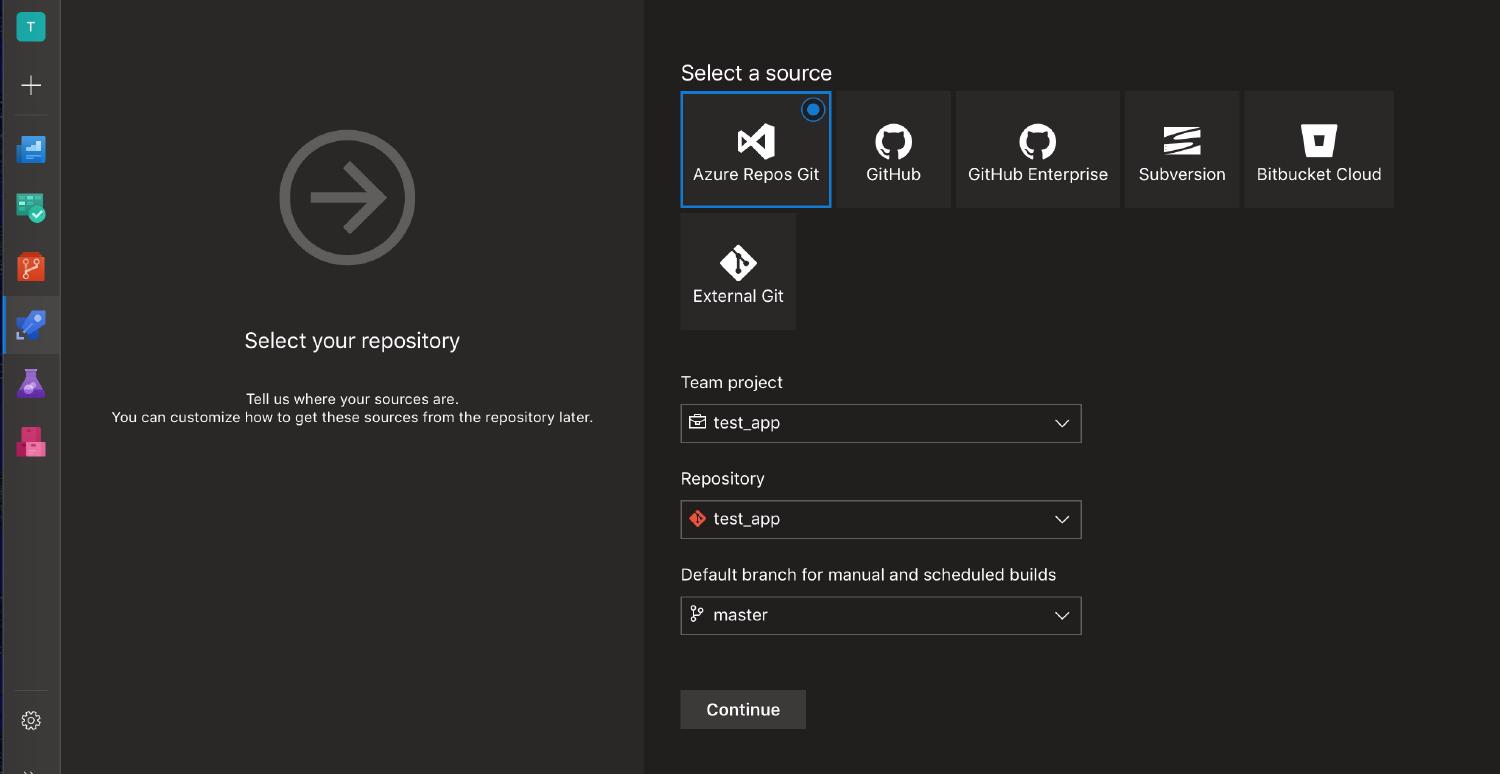 T
Select a source
Azure Repos Git
GitHub
GitHub Enterprise
Subversion
Bitbucket Cloud
External Git
Select your repository
Tell us where your sources are.
You can customize how to get these sources from the repository later.
Team project
test_app
Repository
test_app
Default branch for manual and scheduled builds
master
Continue